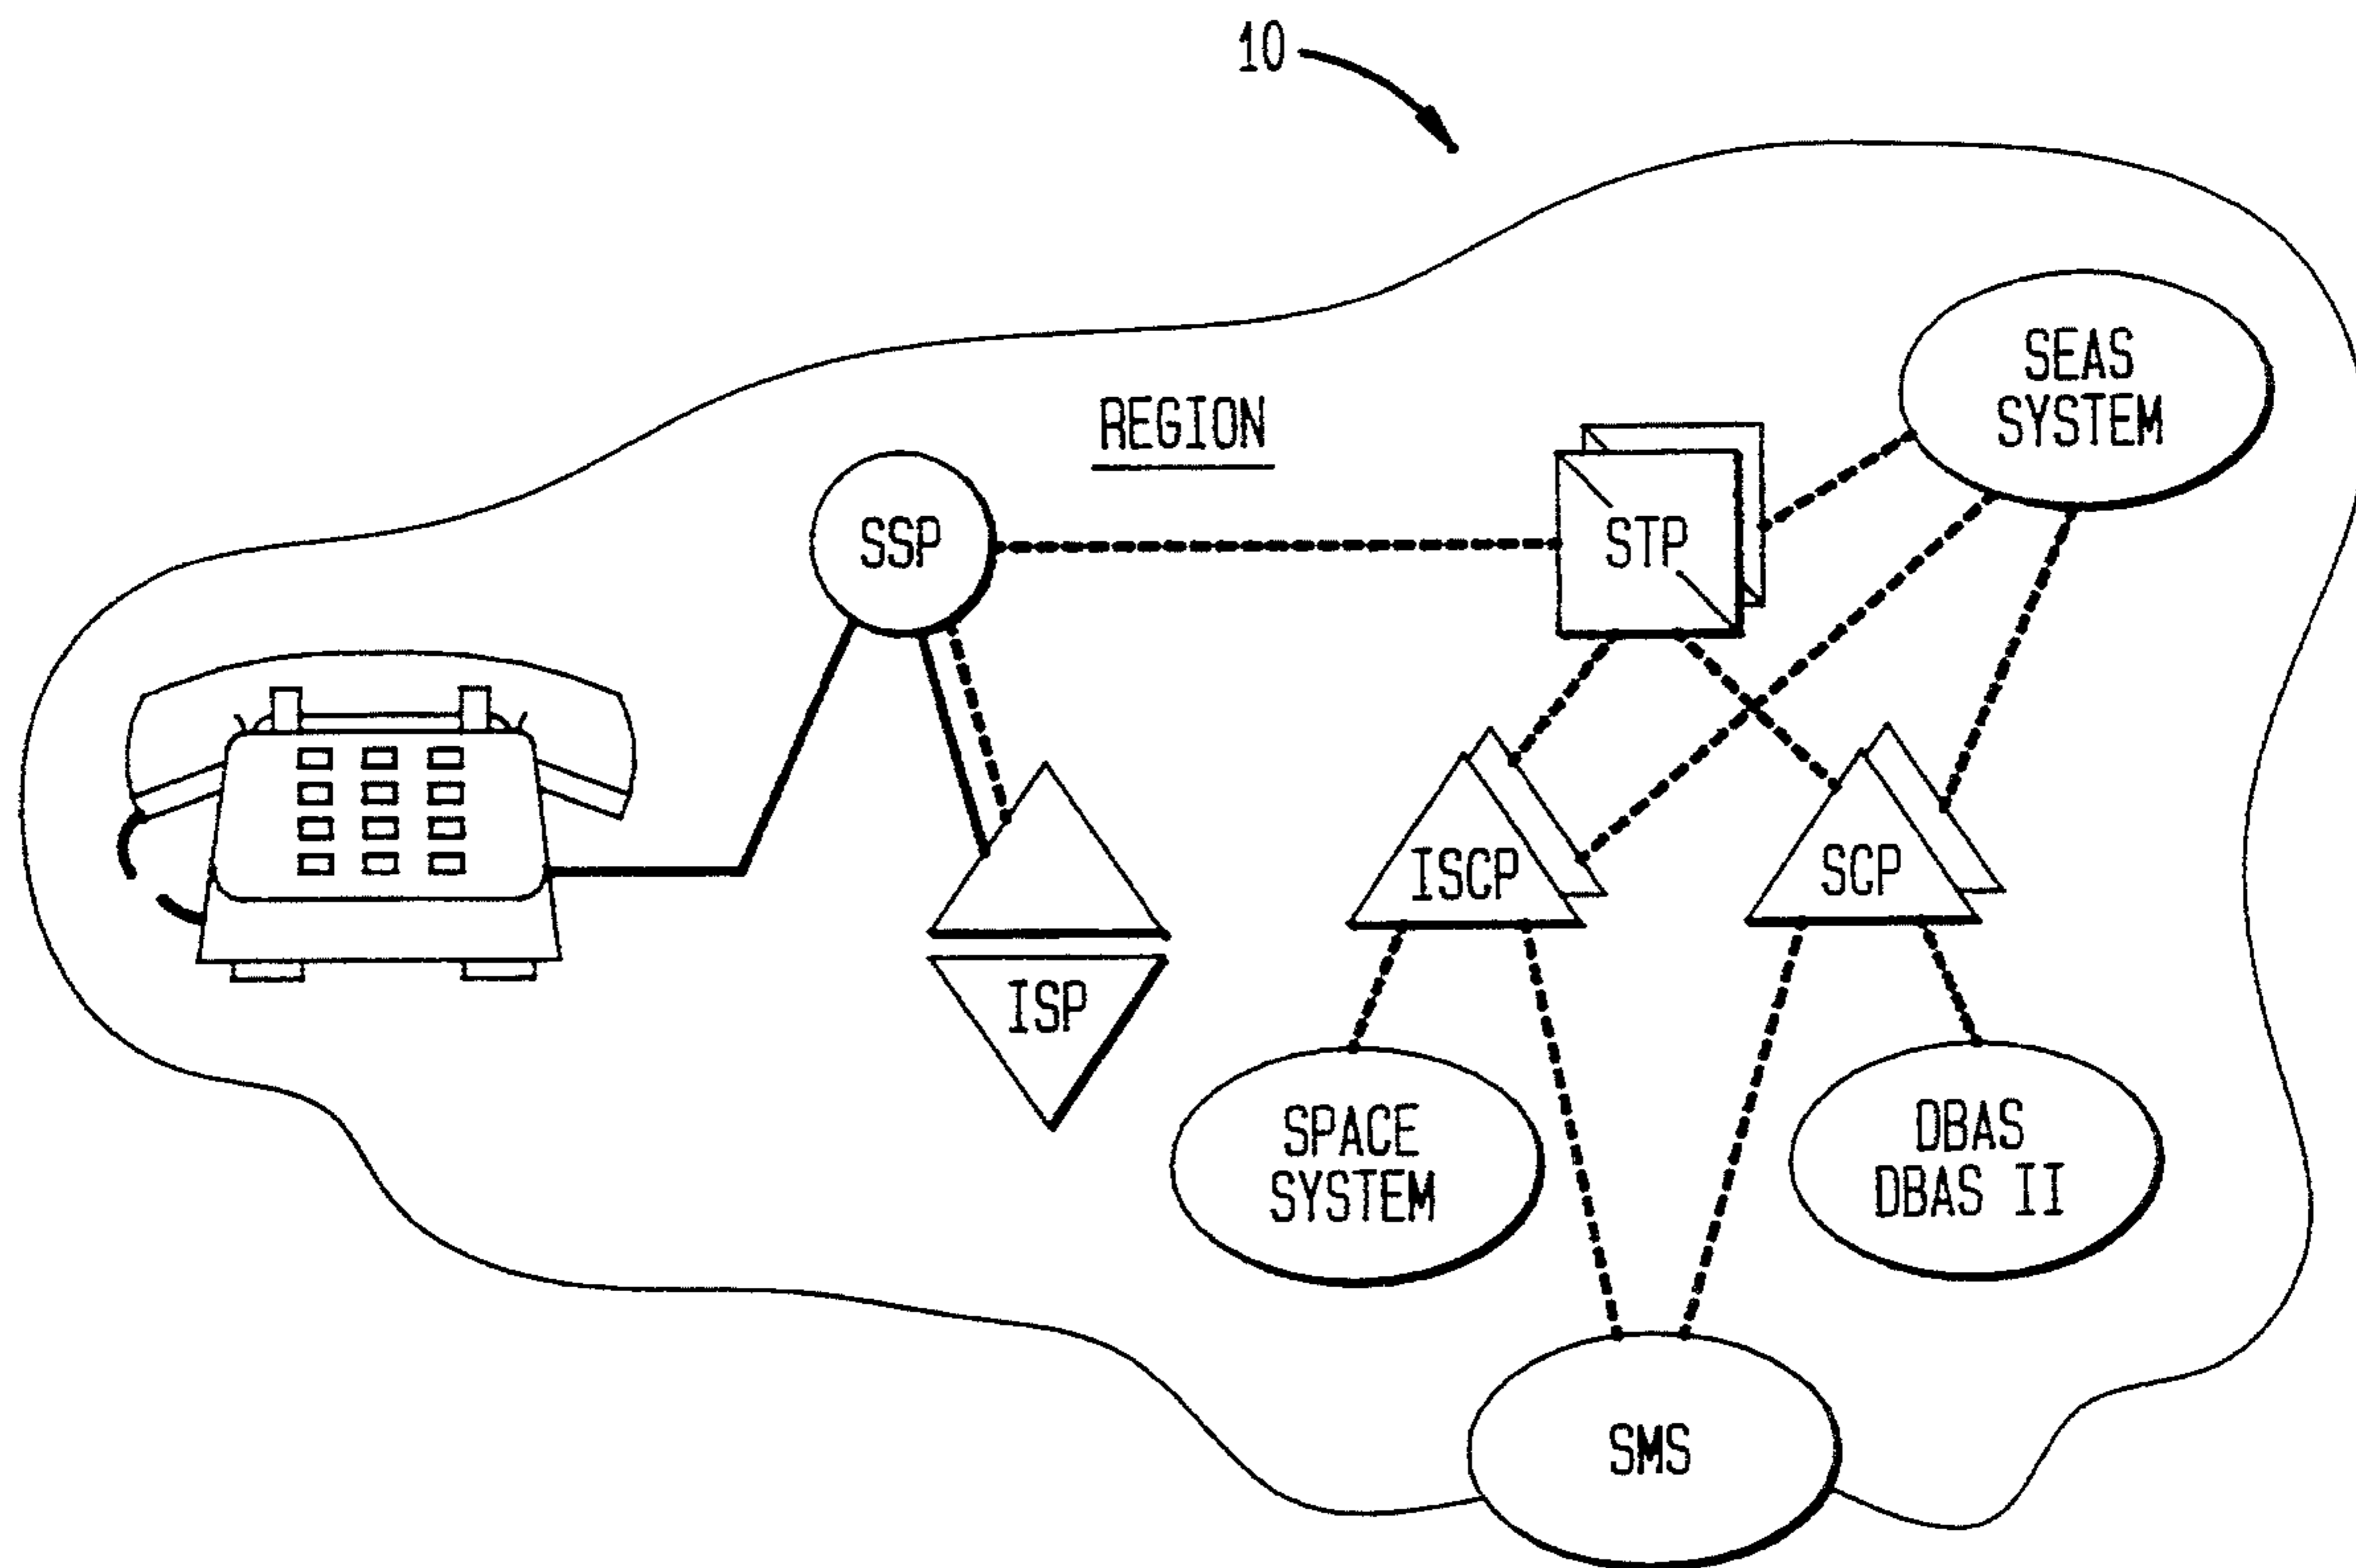 10
REGION
SEAS
SYSTEM
SSP
STP
ISCP
SCP
ISP
SPACE
SYSTEM
DBAS
DBAS II
SMS